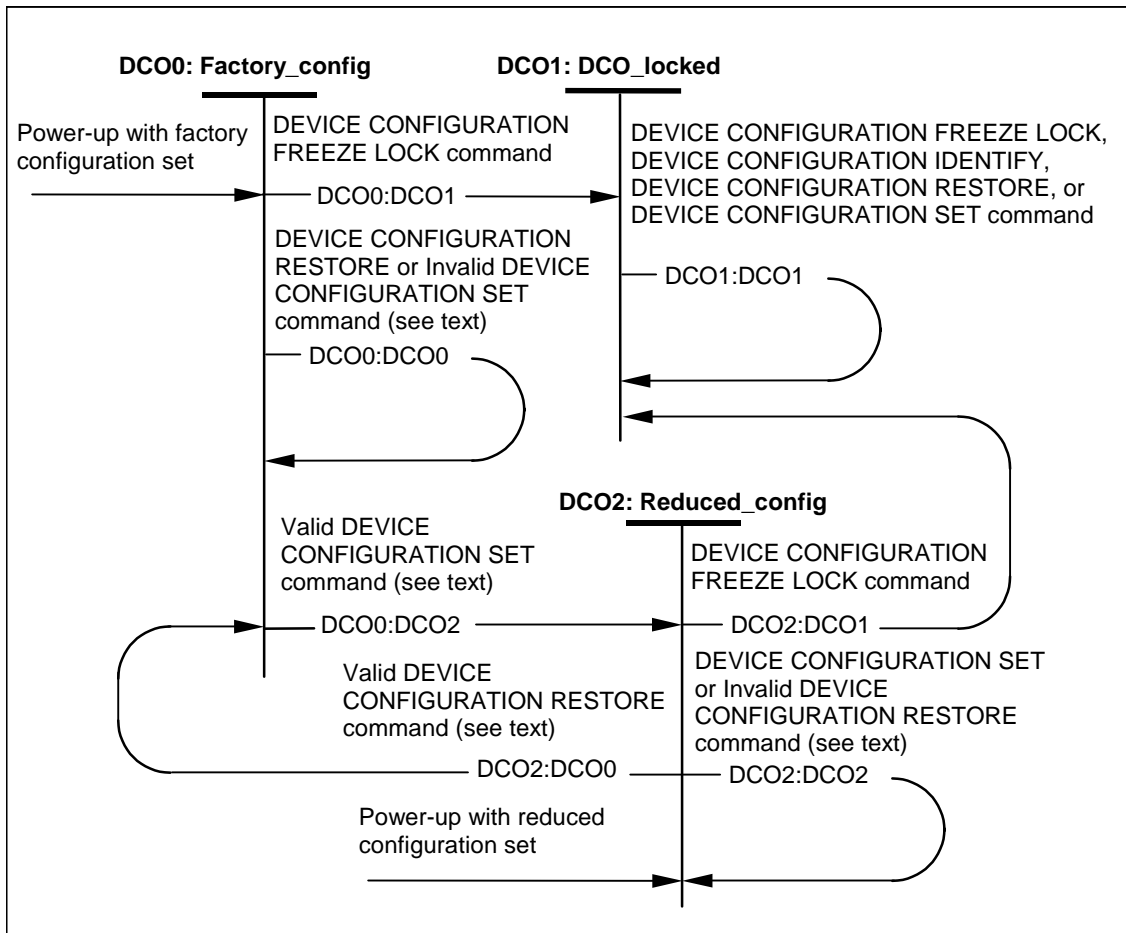 DCO0: Factory_config
DCO1: DCO_locked
Power-up with factory
configuration set
DEVICE CONFIGURATION
FREEZE LOCK command
DCO0:DCO1
DEVICE CONFIGURATION FREEZE LOCK,
DEVICE CONFIGURATION IDENTIFY,
DEVICE CONFIGURATION RESTORE, or
DEVICE CONFIGURATION SET command
DCO1:DCO1
DEVICE CONFIGURATION
RESTORE or Invalid DEVICE
CONFIGURATION SET
command (see text)
DCO0:DCO0
DCO2: Reduced_config
Valid DEVICE
CONFIGURATION SET
command (see text)
DCO0:DCO2
DEVICE CONFIGURATION
FREEZE LOCK command
DCO2:DCO1
Valid DEVICE
CONFIGURATION RESTORE
command (see text)
DCO2:DCO0
DEVICE CONFIGURATION SET
or Invalid DEVICE
CONFIGURATION RESTORE
command (see text)
DCO2:DCO2
Power-up with reduced
configuration set